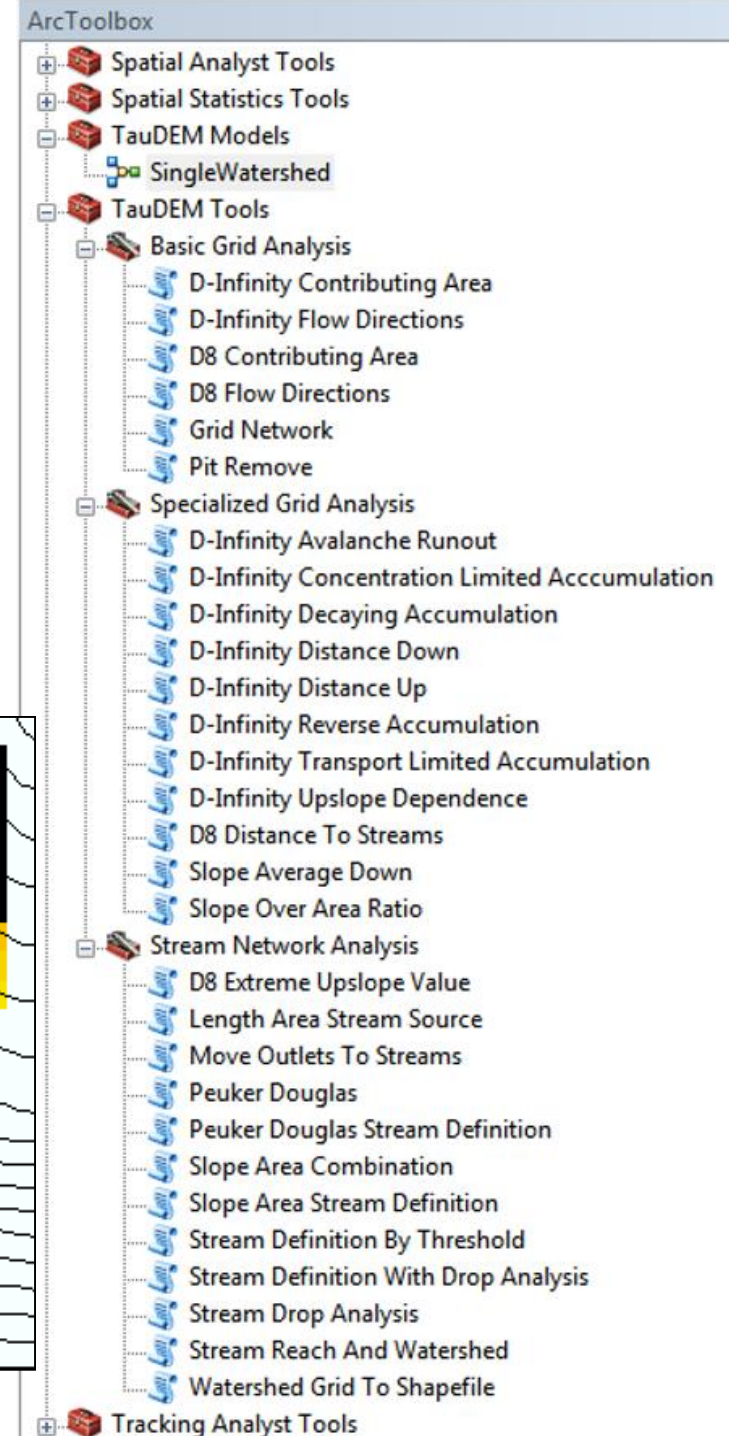 ArcToolbox
Spatial Analyst Tools
Spatial Statistics Tools
TauDEM Models
SingleWatershed
TauDEM Tools
Basic Grid Analysis
D-Infinity Contributing Area
D-Infinity Flow Directions
D8 Contributing Area
D8 Flow Directions
Grid Network
Pit Remove
Specialized Grid Analysis
D-Infinity Avalanche Runout
D-Infinity Concentration Limited Acccumulation
D-Infinity Decaying Accumulation
D-Infinity Distance Down
D-Infinity Distance Up
D-Infinity Reverse Accumulation
D-Infinity Transport Limited Accumulation
D-Infinity Upslope Dependence
D8 Distance To Streams
Slope Average Down
Slope Over Area Ratio
Stream Network Analysis
D8 Extreme Upslope Value
Length Area Stream Source
Move Outlets To Streams
Peuker Douglas
Peuker Douglas Stream Definition
Slope Area Combination
Slope Area Stream Definition
Stream Definition By Threshold
Stream Definition With Drop Analysis
Stream Drop Analysis
Stream Reach And Watershed
Watershed Grid To Shapefile
Tracking Analyst Tools